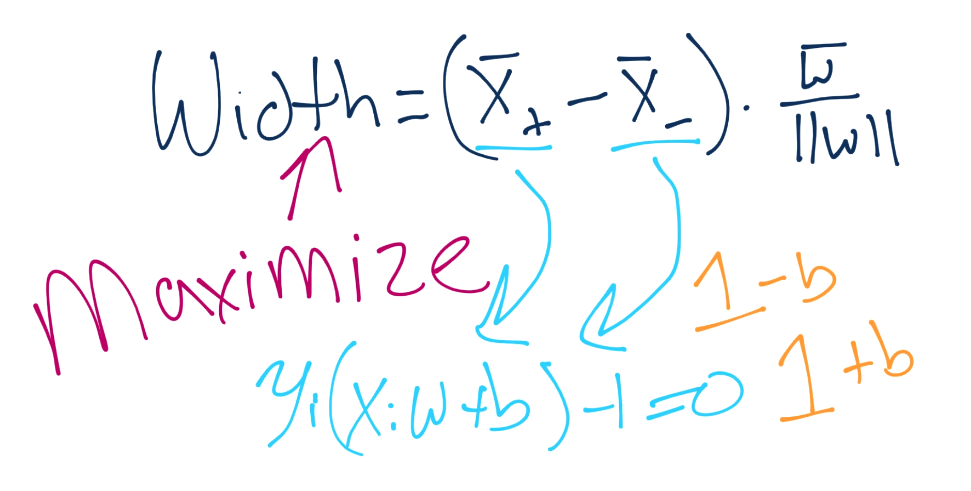 Width = (x̄₊ - x̄₋) · w̄ / ||w||
Maximize
1 - b
yᵢ(xᵢ w + b) - 1 = 0
1 + b